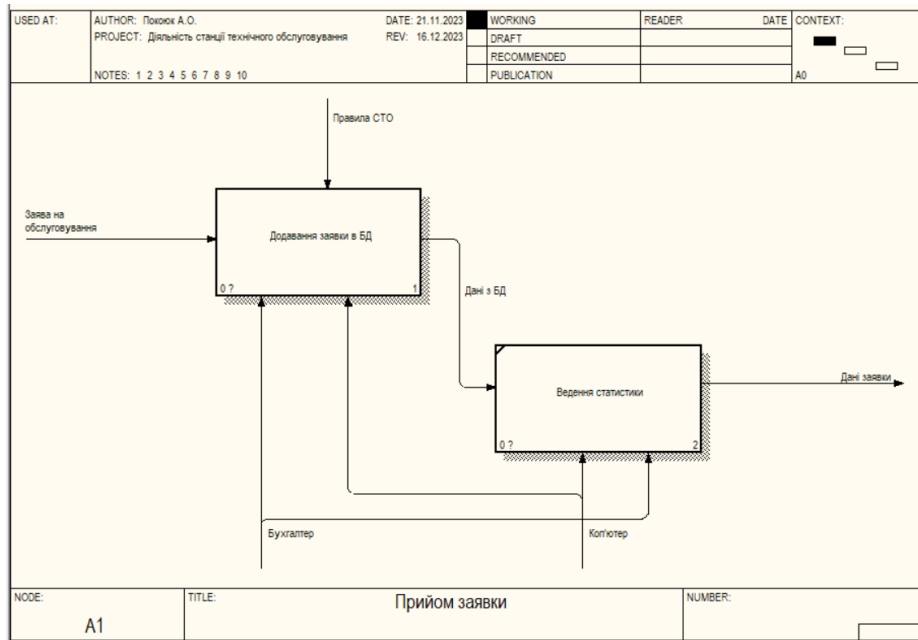 USED AT:
AUTHOR: Покоюк А.О.
DATE: 21.11.2023
WORKING
READER
DATE
CONTEXT:
PROJECT: Діяльність станції технічного обслуговування
REV: 16.12.2023
DRAFT
RECOMMENDED
NOTES: 1 2 3 4 5 6 7 8 9 10
PUBLICATION
A0
Правила СТО
Заява на
обслуговування
Додавання заявки в БД
0 ?
1
Дані з БД
Дані заявки
Ведення статистики
0 ?
2
Бухгалтер
Коп'ютер
NODE:
TITLE:
Прийом заявки
NUMBER:
A1